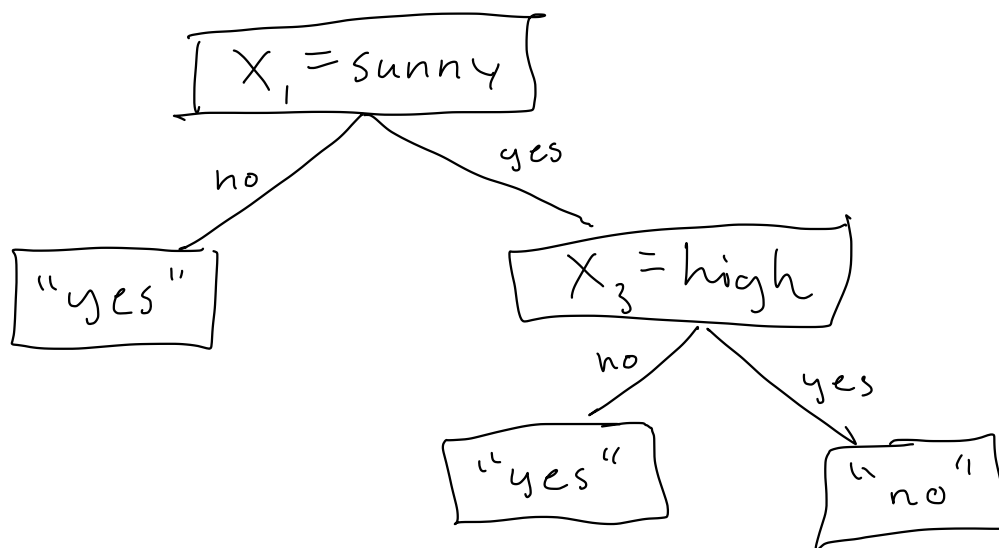 X₁ = sunny
no
yes
"yes"
X₃ = high
no
yes
"yes"
"no"